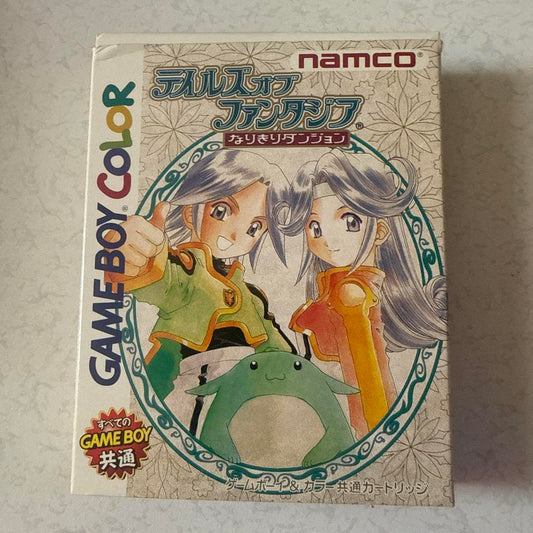 namco®
テイルズ オブ
ファンタジア®
なりきりダンジョン
GAME BOY® COLOR
すべての
GAME BOY
共通
ゲームボーイ&カラー共通カートリッジ